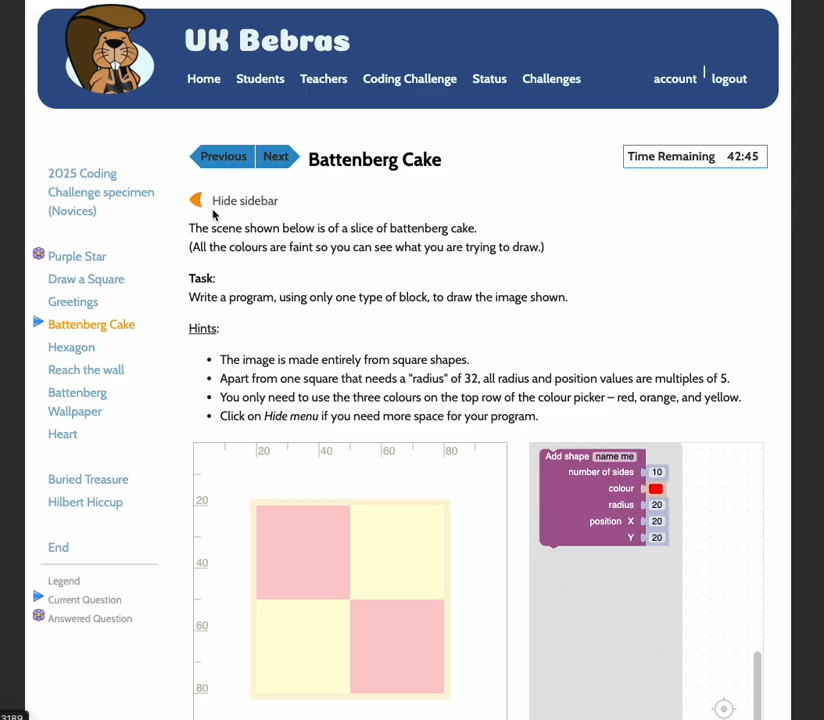 UK Bebras
Home Students Teachers Coding Challenge Status Challenges account logout
Previous Next Battenberg Cake Time Remaining 42:45
2025 Coding
Challenge specimen
(Novices)
Purple Star
Draw a Square
Greetings
Battenberg Cake
Hexagon
Reach the wall
Battenberg
Wallpaper
Heart
Buried Treasure
Hilbert Hiccup
End
Legend
Current Question
Answered Question
3189
Hide sidebar
The scene shown below is of a slice of battenberg cake.
(All the colours are faint so you can see what you are trying to draw.)
Task:
Write a program, using only one type of block, to draw the image shown.
Hints:
The image is made entirely from square shapes.
Apart from one square that needs a "radius" of 32, all radius and position values are multiples of 5.
You only need to use the three colours on the top row of the colour picker – red, orange, and yellow.
Click on Hide menu if you need more space for your program.
20 40 60 80
20
40
60
80
Add shape name me
number of sides 10
colour
radius 20
position X 20
Y 20